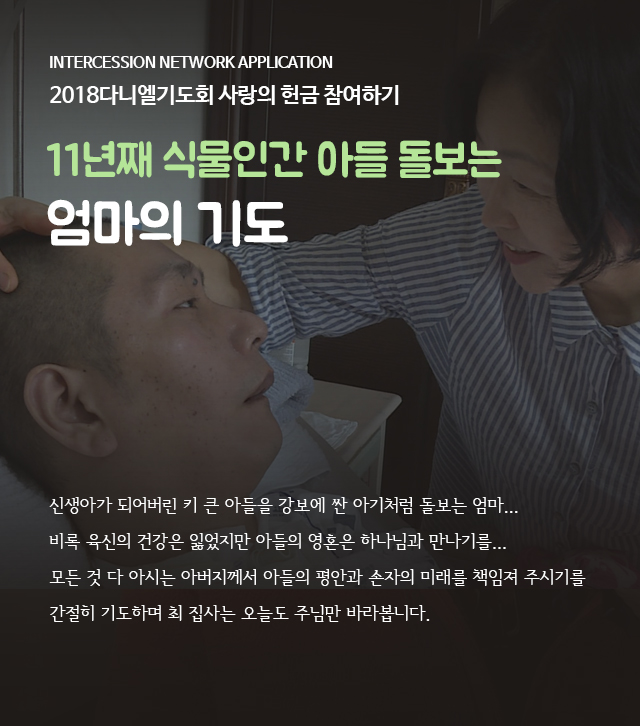 INTERCESSION NETWORK APPLICATION
2018다니엘기도회 사랑의 헌금 참여하기
11년째 식물인간 아들 돌보는
엄마의 기도
신생아가 되어버린 키 큰 아들을 강보에 싼 아기처럼 돌보는 엄마...
비록 육신의 건강은 잃었지만 아들의 영혼은 하나님과 만나기를...
모든 것 다 아시는 아버지께서 아들의 평안과 손자의 미래를 책임져 주시기를
간절히 기도하며 최 집사는 오늘도 주님만 바라봅니다.